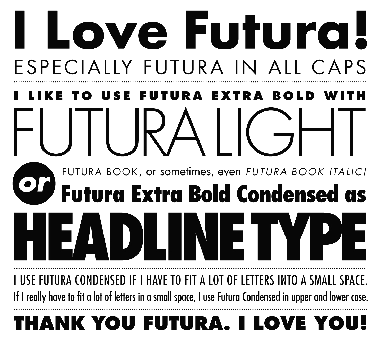 I Love Futura!
ESPECIALLY FUTURA IN ALL CAPS
I LIKE TO USE FUTURA EXTRA BOLD WITH
FUTURA LIGHT
or
FUTURA BOOK, or sometimes, even FUTURA BOOK ITALIC!
Futura Extra Bold Condensed as
HEADLINE TYPE
I USE FUTURA CONDENSED IF I HAVE TO FIT A LOT OF LETTERS INTO A SMALL SPACE.
If I really have to fit a lot of letters in a small space, I use Futura Condensed in upper and lower case.
THANK YOU FUTURA. I LOVE YOU!